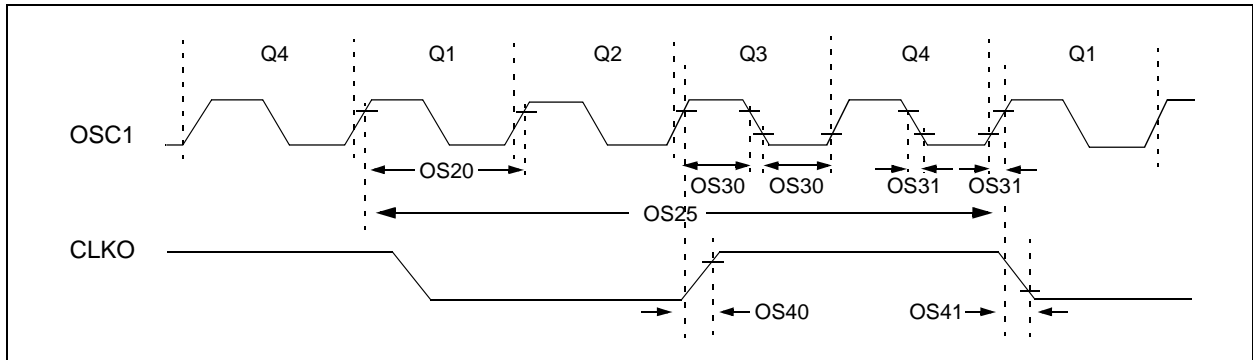 Q4 Q1 Q2 Q3 Q4 Q1
OSC1
OS20 OS30 OS30 OS31 OS31
OS25
CLKO
OS40 OS41